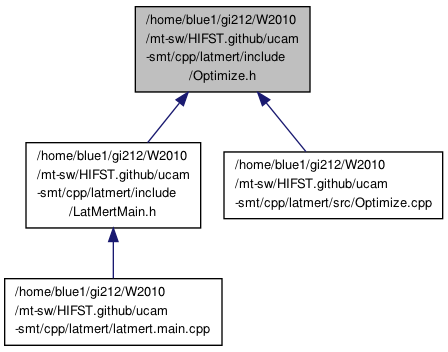 /home/blue1/gi212/W2010
/mt-sw/HIFST.github/ucam
-smt/cpp/latmert/include
/Optimize.h
/home/blue1/gi212/W2010
/mt-sw/HIFST.github/ucam
-smt/cpp/latmert/include
/LatMertMain.h
/home/blue1/gi212/W2010
/mt-sw/HIFST.github/ucam
-smt/cpp/latmert/src/Optimize.cpp
/home/blue1/gi212/W2010
/mt-sw/HIFST.github/ucam
-smt/cpp/latmert/latmert.main.cpp